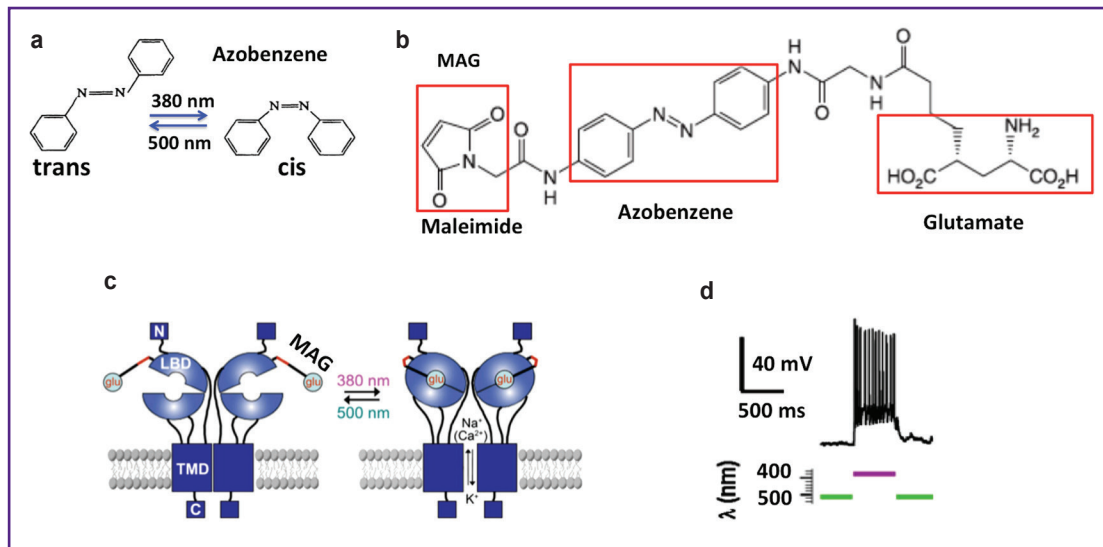 a
Azobenzene
N
N
380 nm
500 nm
N
N
trans
cis
b
MAG
O
N
O
O
N
H
N
N
H
N
O
H
N
O
NH2
HO2C
CO2H
Maleimide
Azobenzene
Glutamate
c
N
LBD
MAG
glu
glu
380 nm
500 nm
glu
glu
Na+
(Ca2+)
TMD
K+
C
d
40 mV
500 ms
λ (nm)
400
500